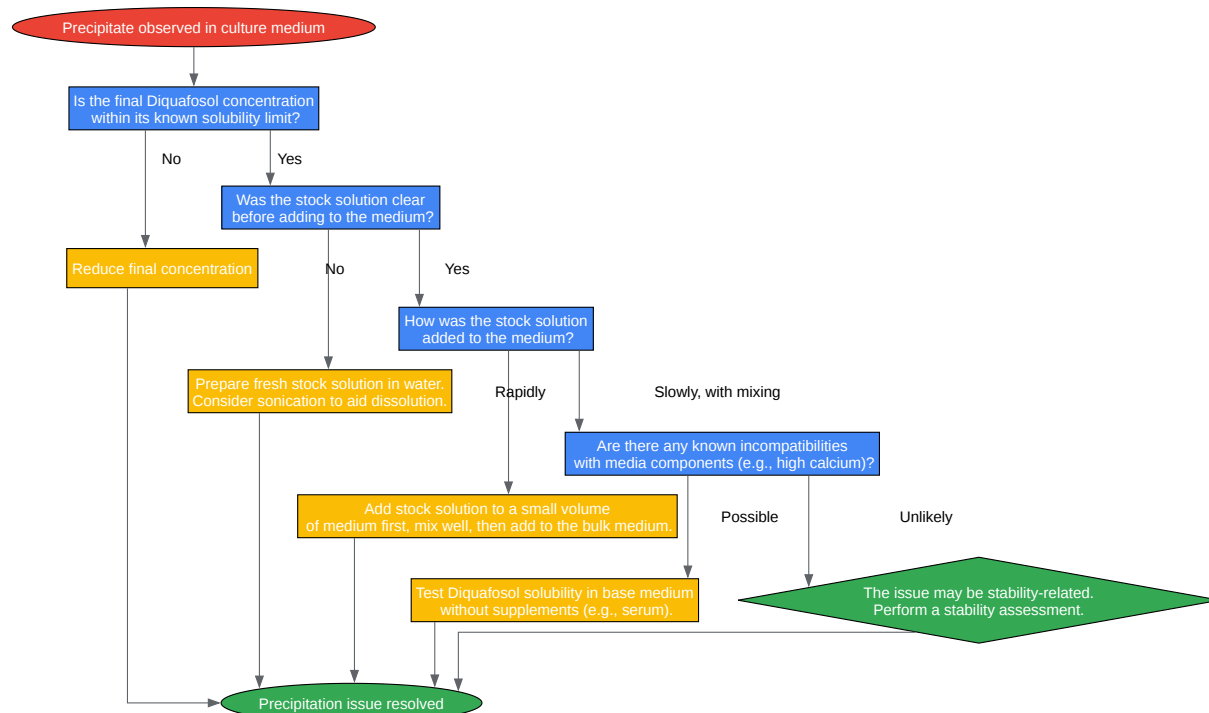 Precipitate observed in culture medium
Is the final Diquafosol concentration
within its known solubility limit?
No
Yes
Was the stock solution clear
before adding to the medium?
Reduce final concentration
No
Yes
How was the stock solution
added to the medium?
Prepare fresh stock solution in water.
Consider sonication to aid dissolution.
Rapidly
Slowly, with mixing
Are there any known incompatibilities
with media components (e.g., high calcium)?
Add stock solution to a small volume
of medium first, mix well, then add to the bulk medium.
Possible
Unlikely
Test Diquafosol solubility in base medium
without supplements (e.g., serum).
The issue may be stability-related.
Perform a stability assessment.
Precipitation issue resolved